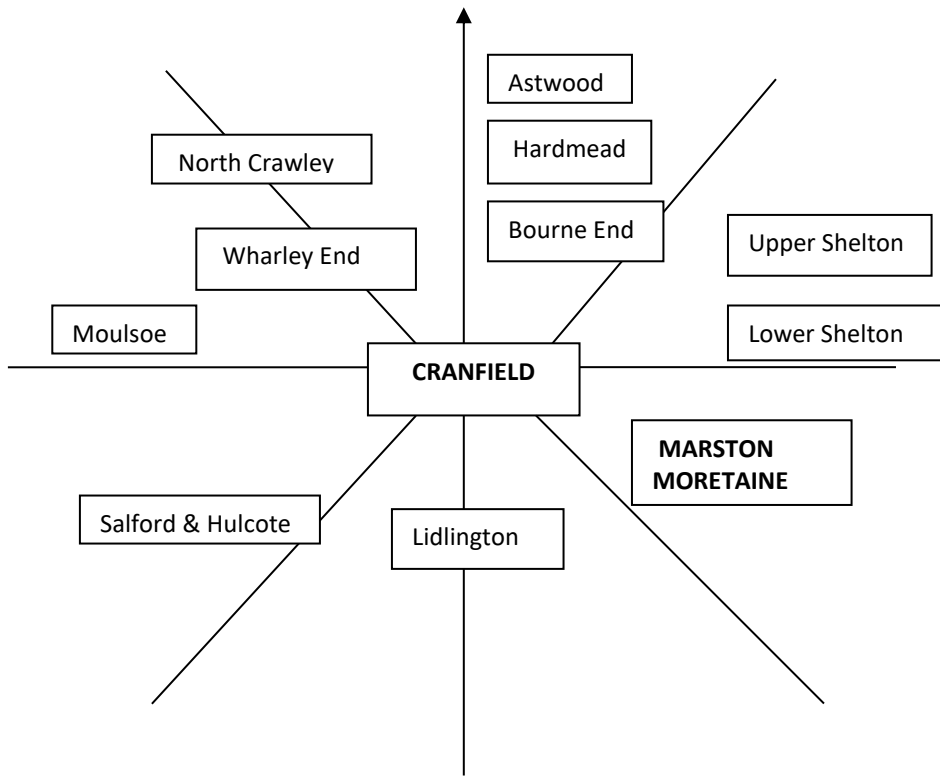 Astwood
Hardmead
North Crawley
Bourne End
Upper Shelton
Wharley End
Moulsoe
Lower Shelton
CRANFIELD
MARSTON
MORETAINE
Salford & Hulcote
Lidlington